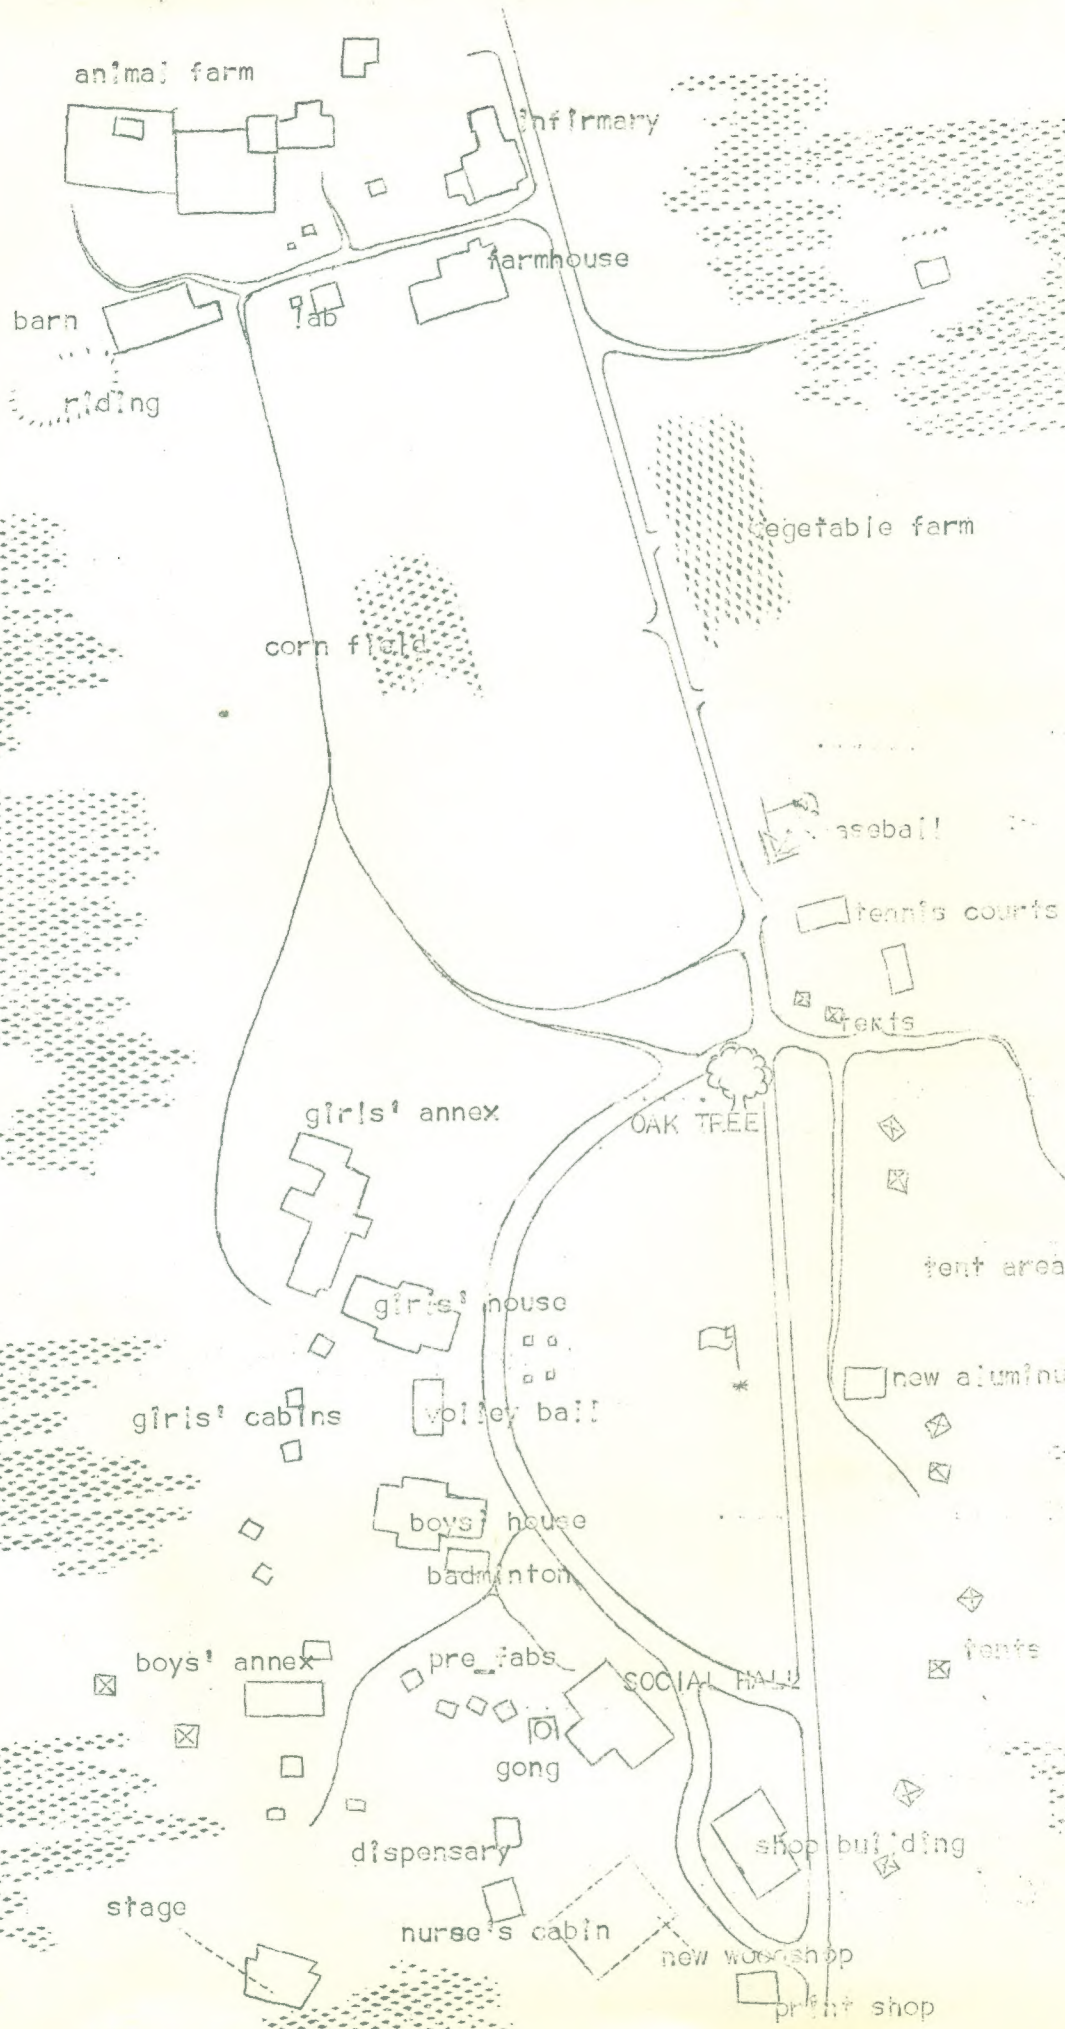 animal farm
infirmary
farmhouse
barn
lab
riding
vegetable farm
corn field
baseball
tennis courts
tents
OAK TREE
girls' annex
tent area
girls' house
new aluminu
girls' cabins
volley ball
boys' house
badminton
boys' annex
pre_fabs
tents
SOCIAL HALL
gong
dispensary
shop building
stage
nurse's cabin
new woodshop
print shop